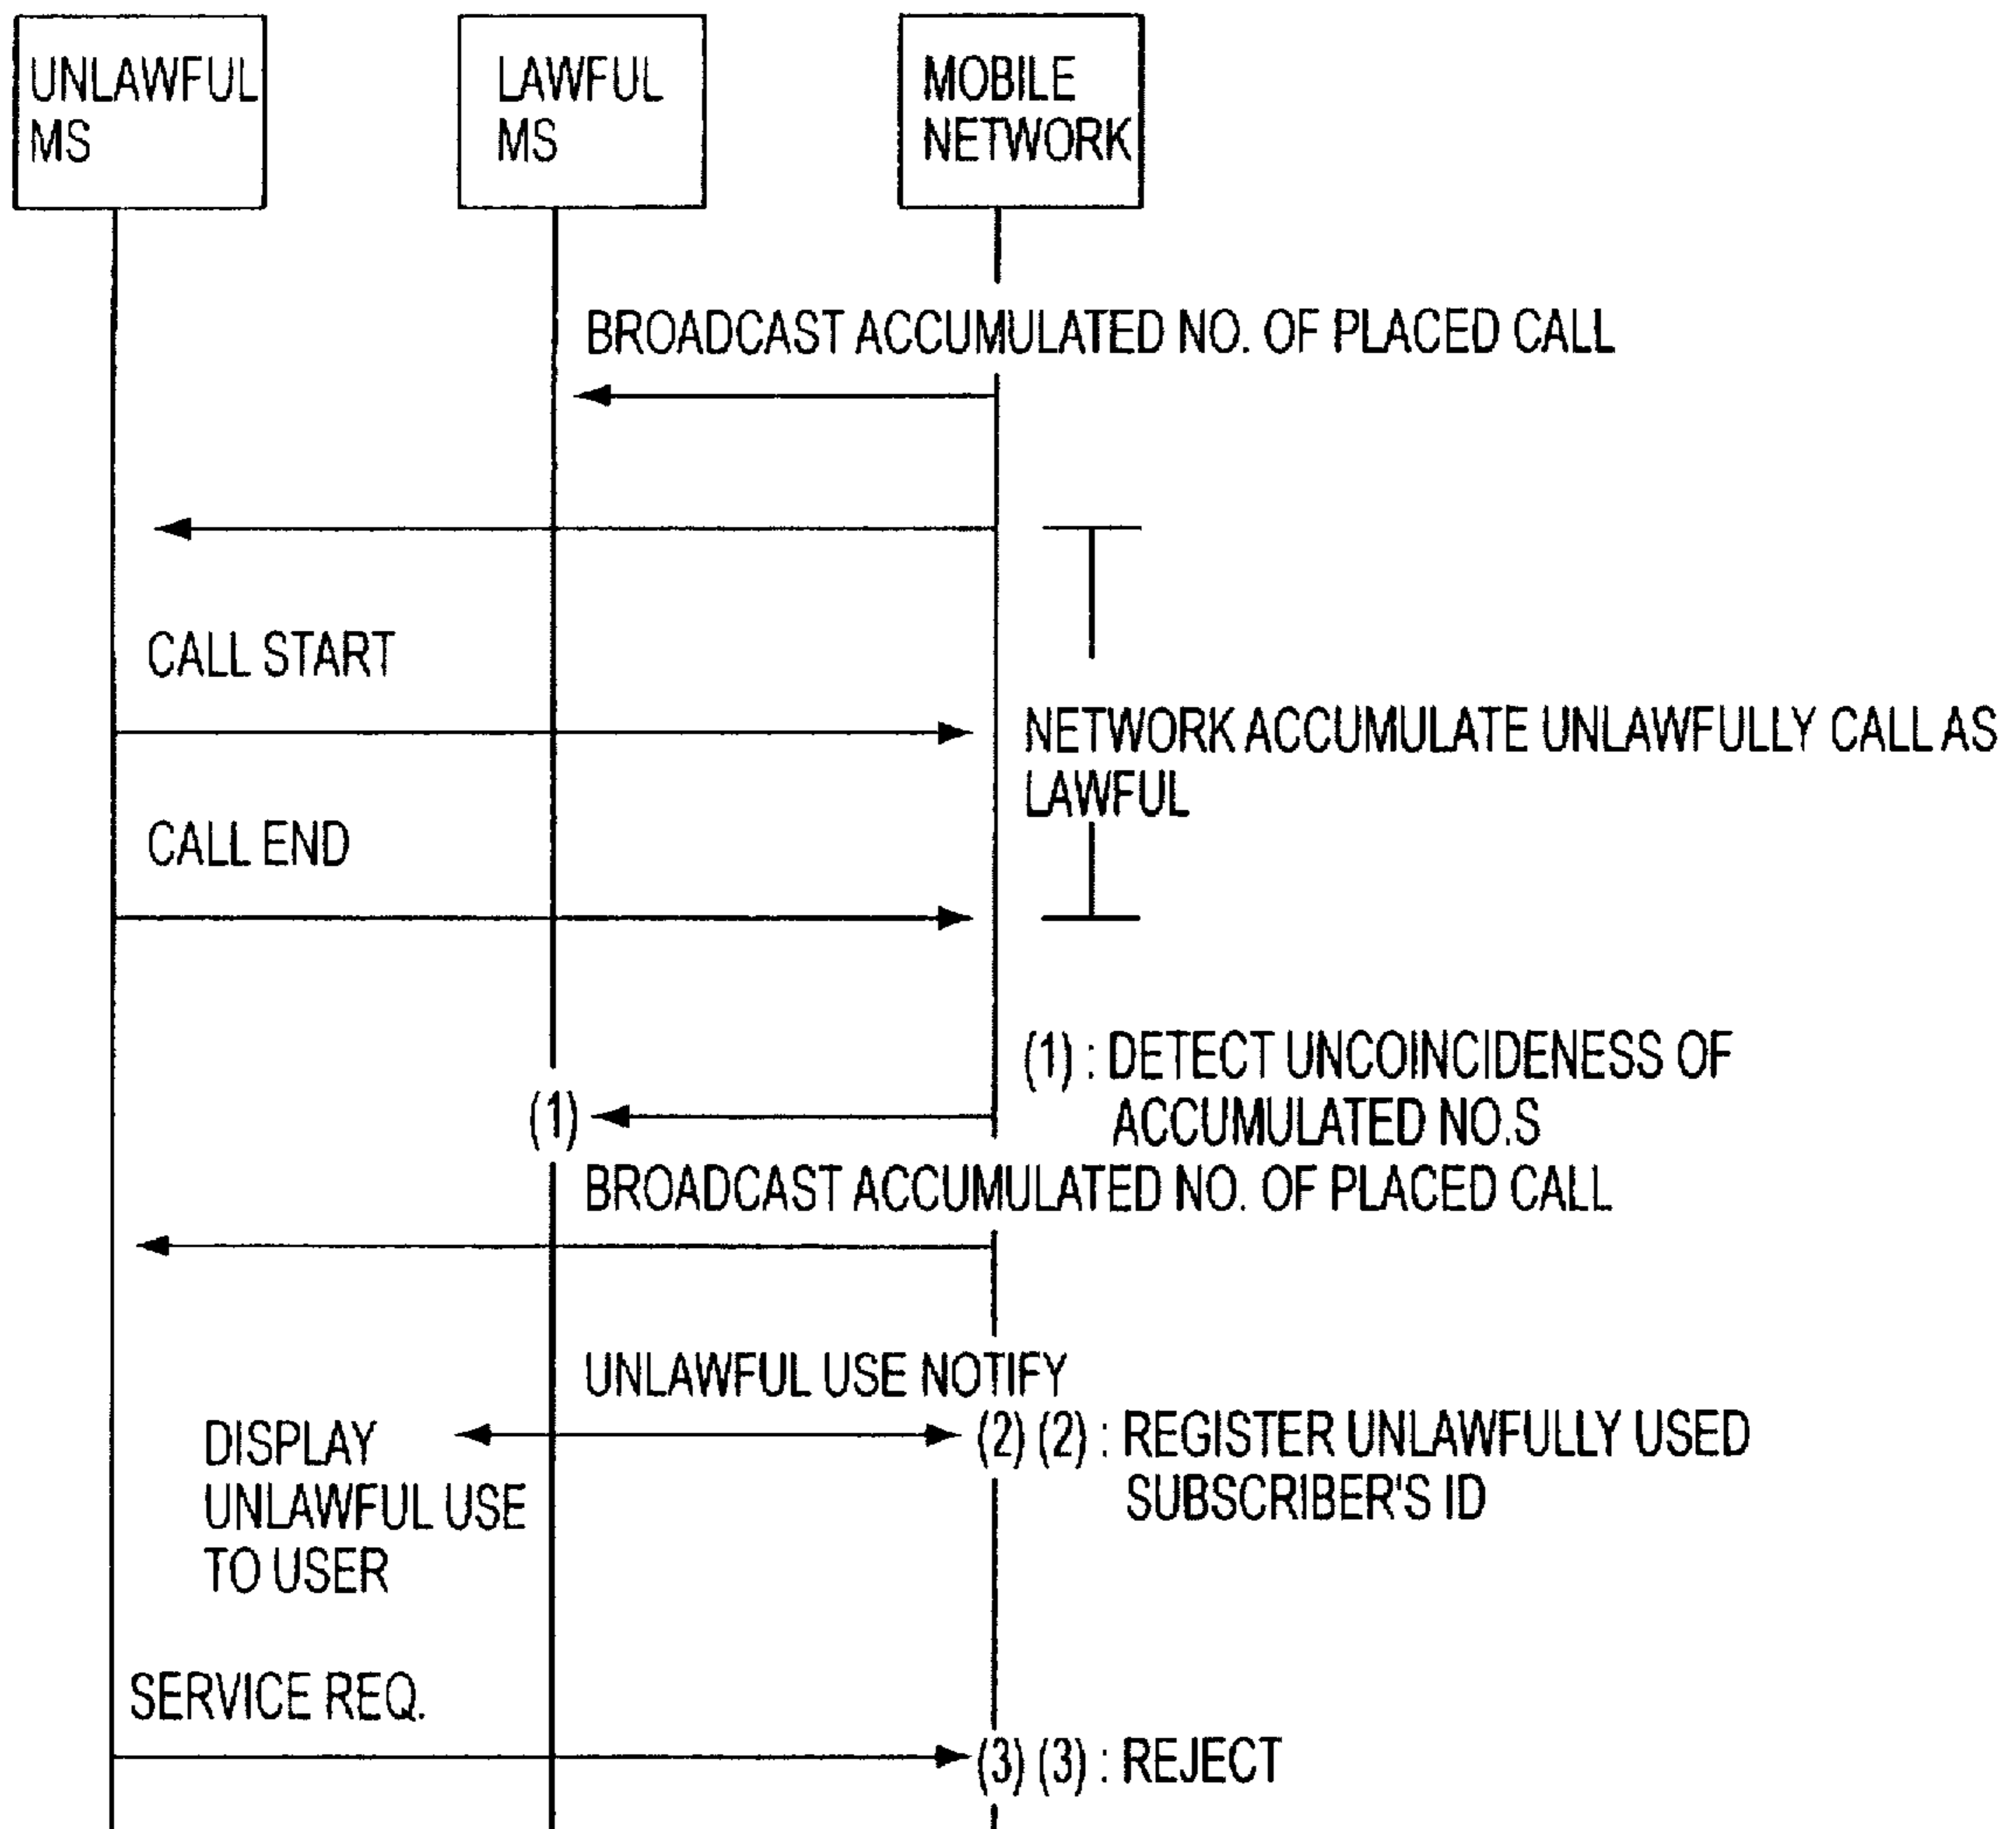 UNLAWFUL
MS
LAWFUL
MS
MOBILE
NETWORK
BROADCAST ACCUMULATED NO. OF PLACED CALL
CALL START
NETWORK ACCUMULATE UNLAWFULLY CALL AS
LAWFUL
CALL END
(1) : DETECT UNCOINCIDENESS OF
ACCUMULATED NO.S
(1)
BROADCAST ACCUMULATED NO. OF PLACED CALL
UNLAWFUL USE NOTIFY
(2) (2) : REGISTER UNLAWFULLY USED
SUBSCRIBER'S ID
DISPLAY
UNLAWFUL USE
TO USER
SERVICE REQ.
(3) (3) : REJECT